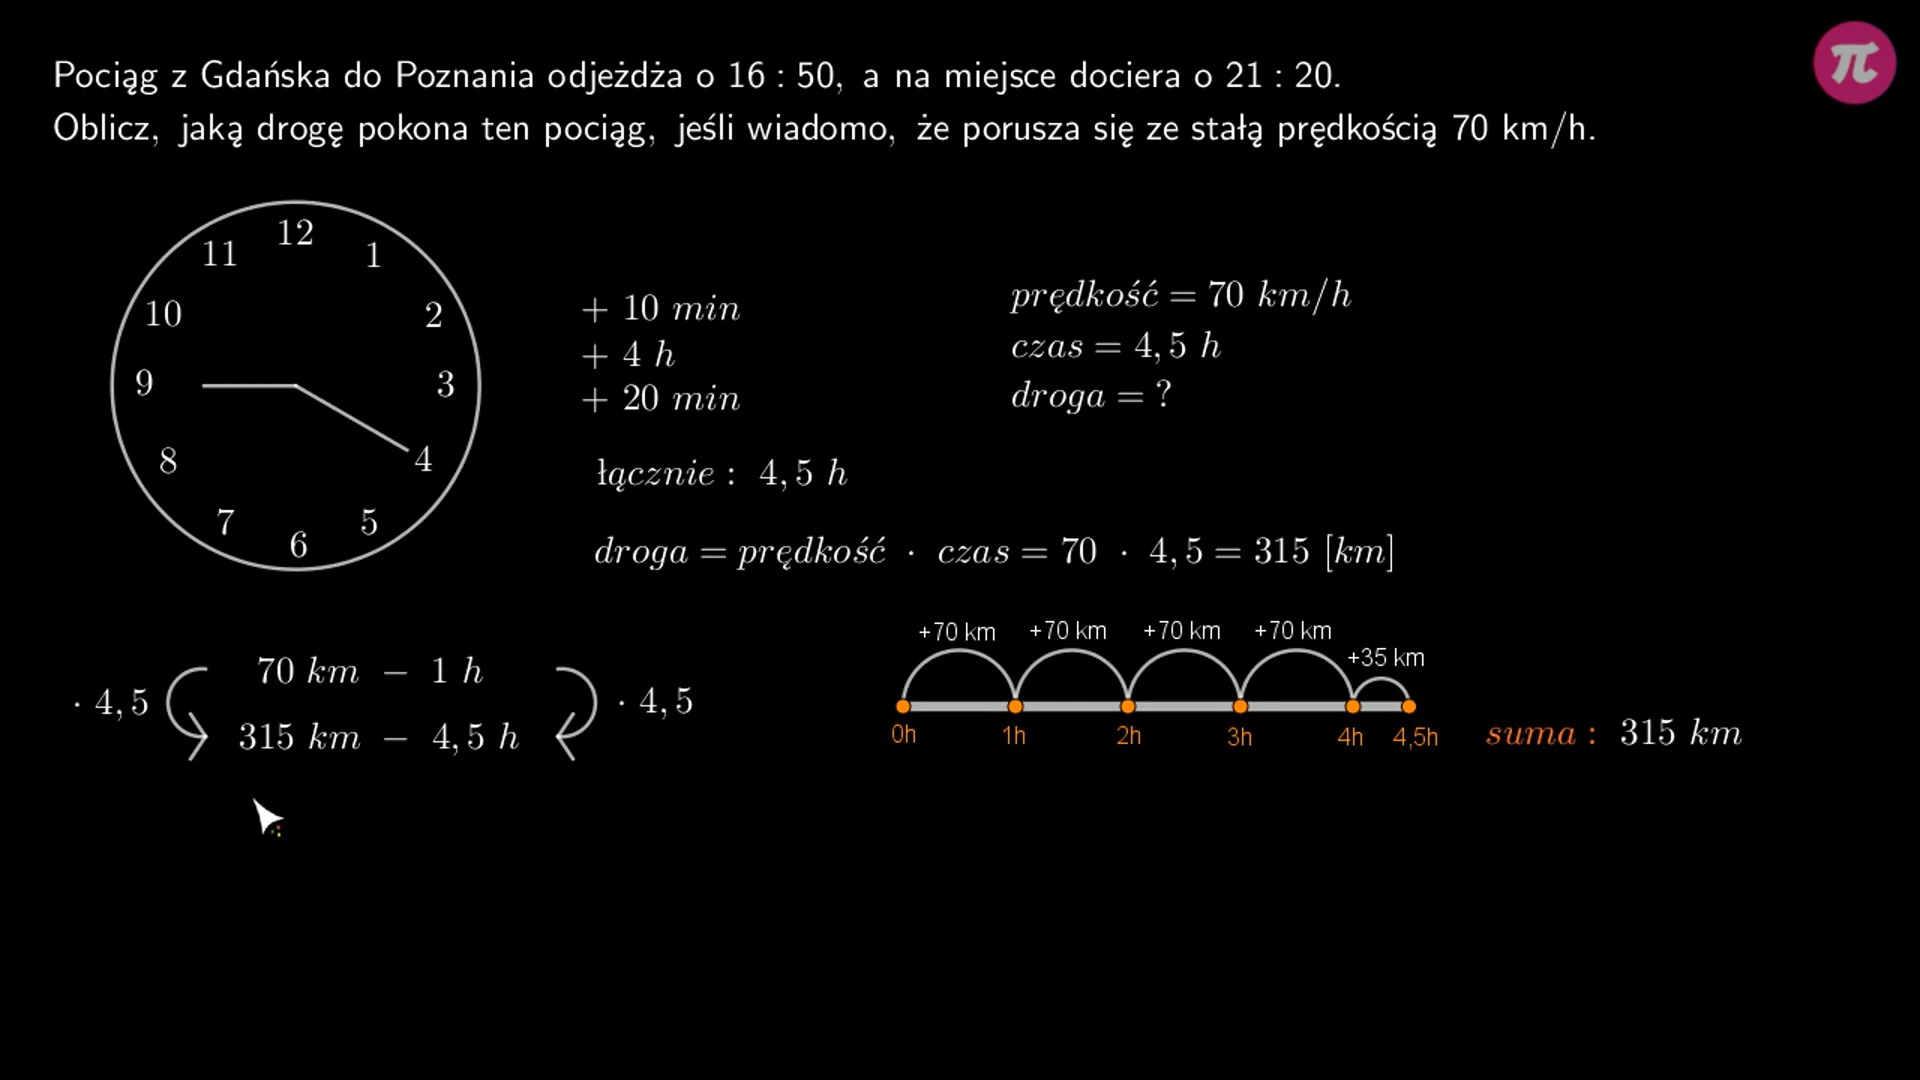 π
Pociąg z Gdańska do Poznania odjeżdża o 16 : 50, a na miejsce dociera o 21 : 20.
Oblicz, jaką drogę pokona ten pociąg, jeśli wiadomo, że porusza się ze stałą prędkością 70 km/h.
12
11
1
10
2
9
3
8
4
7
5
6
+ 10 min
+ 4 h
+ 20 min
łącznie : 4,5 h
prędkość = 70 km/h
czas = 4,5 h
droga = ?
droga = prędkość · czas = 70 · 4,5 = 315 [km]
70 km − 1 h
· 4,5
· 4,5
315 km − 4,5 h
+70 km +70 km +70 km +70 km +35 km
0h 1h 2h 3h 4h 4,5h
suma : 315 km